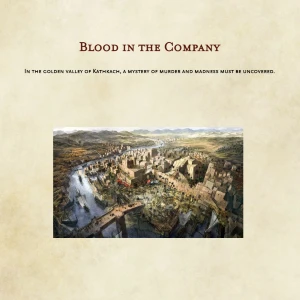 Blood in the Company
In the golden valley of Kathkach, a mystery of murder and madness must be uncovered.